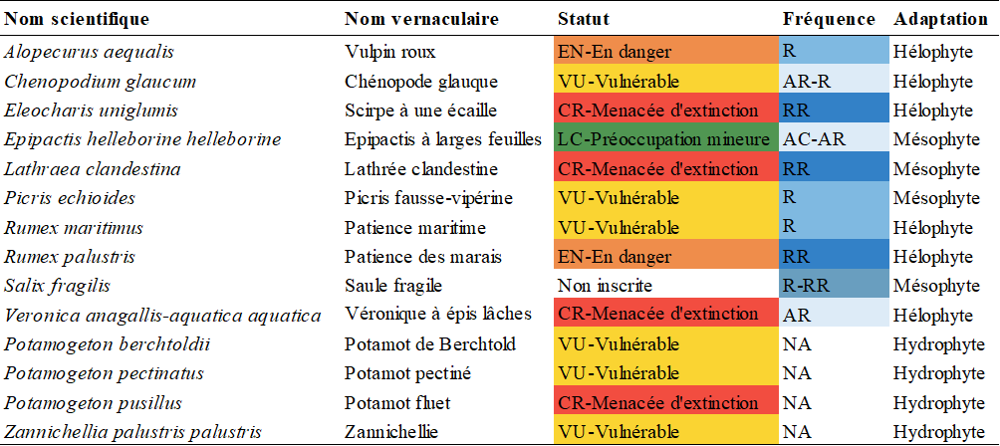 Nom scientifique Nom vernaculaire Statut Fréquence Adaptation
Alopecurus aequalis Vulpin roux EN-En danger R Hélophyte
Chenopodium glaucum Chénopode glauque VU-Vulnérable AR-R Hélophyte
Eleocharis uniglumis Scirpe à une écaille CR-Menacée d'extinction RR Hélophyte
Epipactis helleborine helleborine Epipactis à larges feuilles LC-Préoccupation mineure AC-AR Mésophyte
Lathraea clandestina Lathrée clandestine CR-Menacée d'extinction RR Mésophyte
Picris echioides Picris fausse-vipérine VU-Vulnérable R Mésophyte
Rumex maritimus Patience maritime VU-Vulnérable R Hélophyte
Rumex palustris Patience des marais EN-En danger RR Hélophyte
Salix fragilis Saule fragile Non inscrite R-RR Mésophyte
Veronica anagallis-aquatica aquatica Véronique à épis lâches CR-Menacée d'extinction AR Hélophyte
Potamogeton berchtoldii Potamot de Berchtold VU-Vulnérable NA Hydrophyte
Potamogeton pectinatus Potamot pectiné VU-Vulnérable NA Hydrophyte
Potamogeton pusillus Potamot fluet CR-Menacée d'extinction NA Hydrophyte
Zannichellia palustris palustris Zannichellie VU-Vulnérable NA Hydrophyte